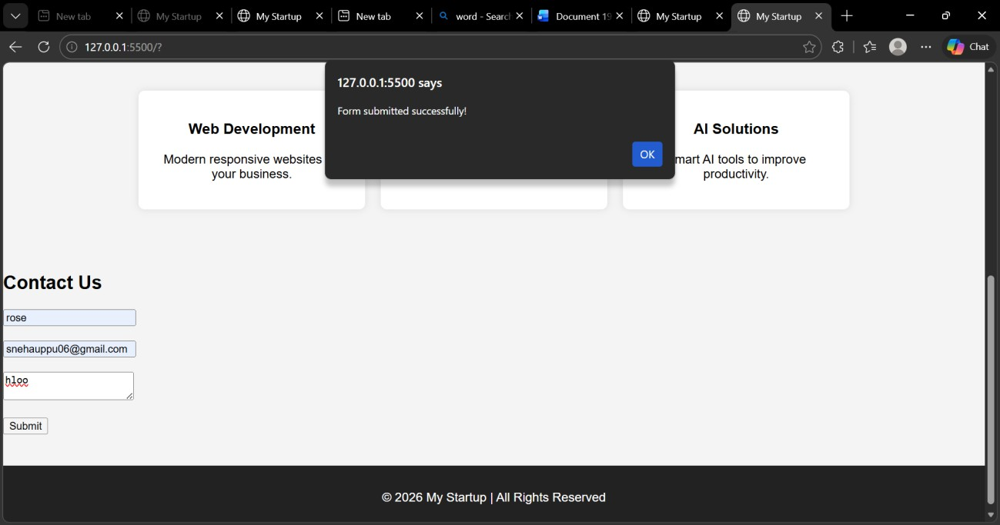 New tab
My Startup
My Startup
New tab
word - Search
Document 19
My Startup
My Startup
127.0.0.1:5500/?
Chat
127.0.0.1:5500 says
Form submitted successfully!
OK
Web Development
Modern responsive websites
your business.
AI Solutions
mart AI tools to improve
productivity.
Contact Us
rose
snehauppu06@gmail.com
hloo
Submit
© 2026 My Startup | All Rights Reserved